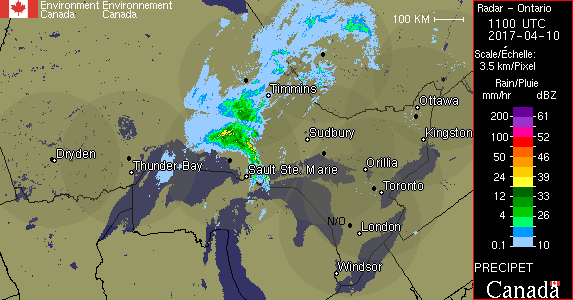 Environment Environnement
Canada Canada
100 KM
Radar - Ontario
1100 UTC
2017-04-10
Scale/Échelle:
3.5 km/Pixel
Rain/Pluie
mm/hr dBZ
200 61
100 56
100 52
50 46
24 39
12 33
4 26
0.1 10
Timmins
Ottawa
Sudbury
Kingston
Dryden
Thunder Bay
Sault Ste. Marie
Orillia
Toronto
N/O
London
Windsor
PRECIPET
Canada